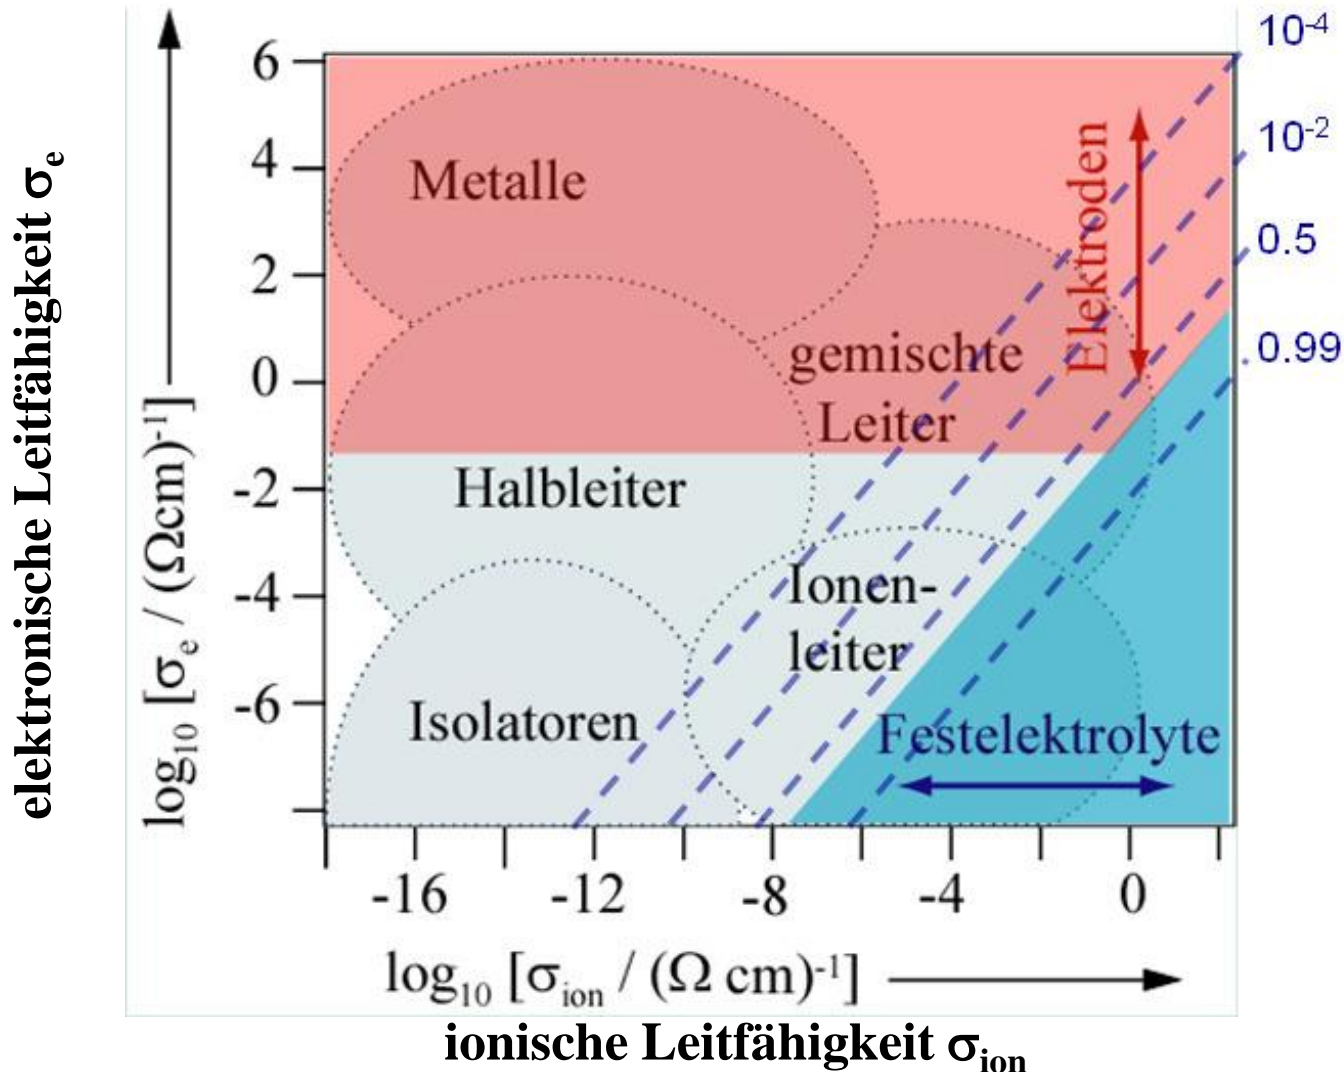 elektronische Leitfähigkeit σe
log10 [σe / (Ωcm)-1]
6
4
2
0
-2
-4
-6
Metalle
gemischte
Leiter
Halbleiter
Ionen-
leiter
Isolatoren
Elektroden
Festelektrolyte
10-4
10-2
0.5
0.99
-16
-12
-8
-4
0
log10 [σion / (Ω cm)-1]
ionische Leitfähigkeit σion